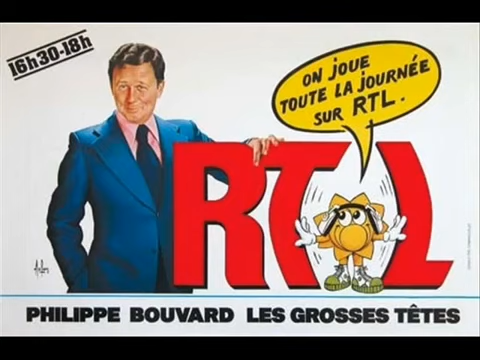 16h30-18h
ON JOUE
TOUTE LA JOURNÉE
SUR RTL.
RTL
PHILIPPE BOUVARD LES GROSSES TÊTES